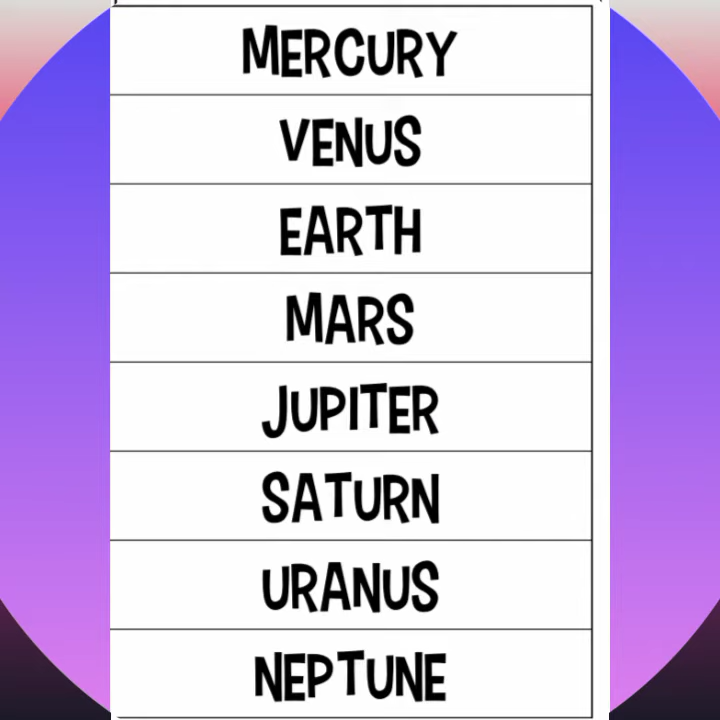 MERCURY
VENUS
EARTH
MARS
JUPITER
SATURN
URANUS
NEPTUNE